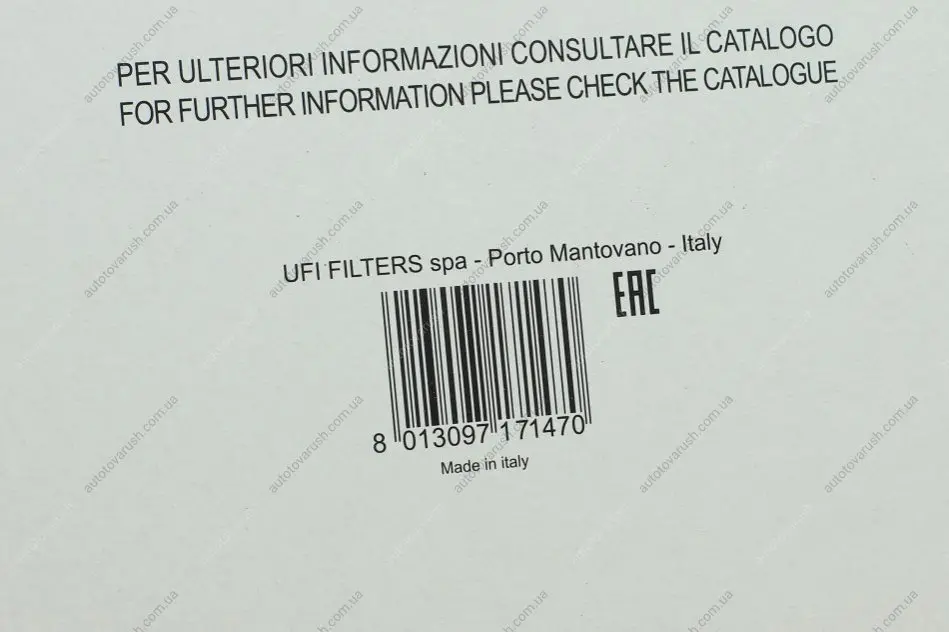 PER ULTERIORI INFORMAZIONI CONSULTARE IL CATALOGO
FOR FURTHER INFORMATION PLEASE CHECK THE CATALOGUE
UFI FILTERS spa - Porto Mantovano - Italy
EAC
8 013097 171470
Made in italy
autotovarush.com.ua